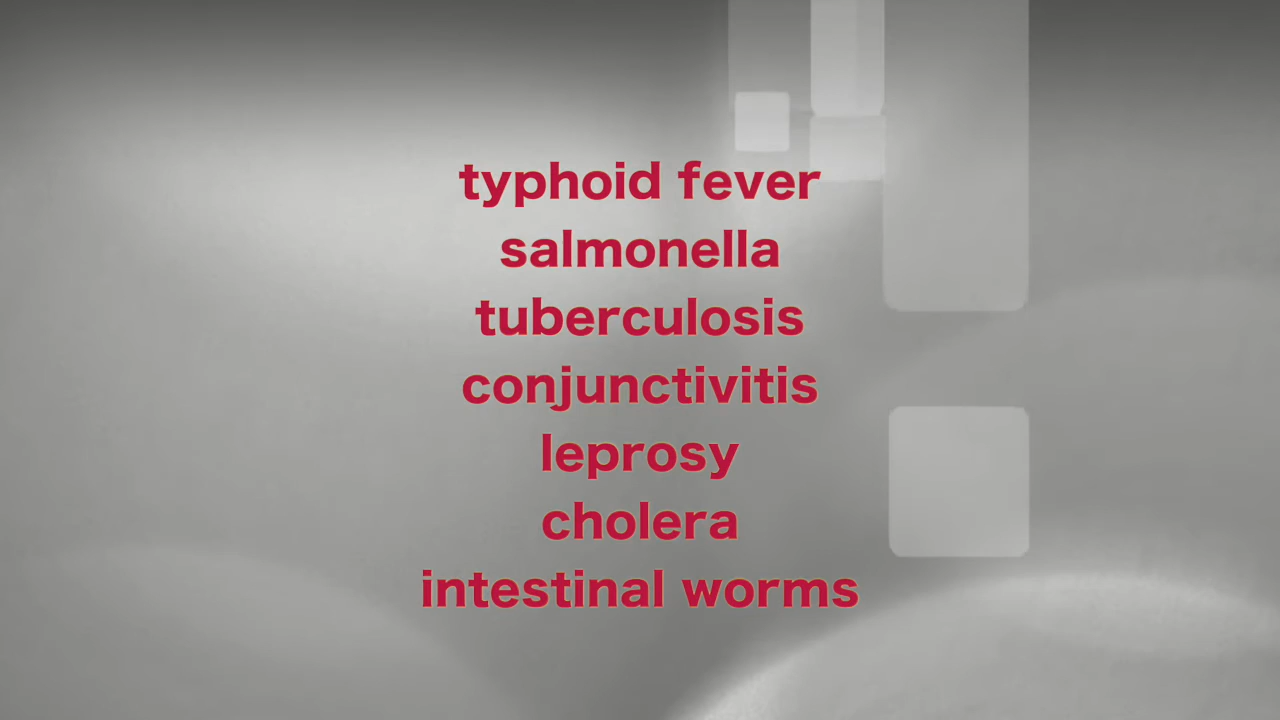 typhoid fever
salmonella
tuberculosis
conjunctivitis
leprosy
cholera
intestinal worms